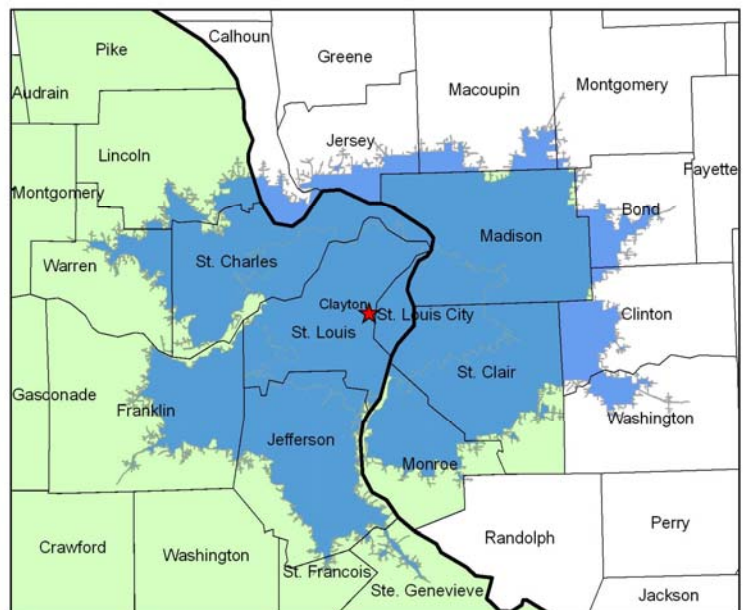 Pike
Calhoun
Greene
Macoupin
Montgomery
Audrain
Lincoln
Jersey
Fayette
Montgomery
Bond
Madison
Warren
St. Charles
Clayton
St. Louis City
Clinton
St. Louis
St. Clair
Gasconade
Franklin
Washington
Jefferson
Monroe
Crawford
Washington
Randolph
Perry
St. Francois
Ste. Genevieve
Jackson